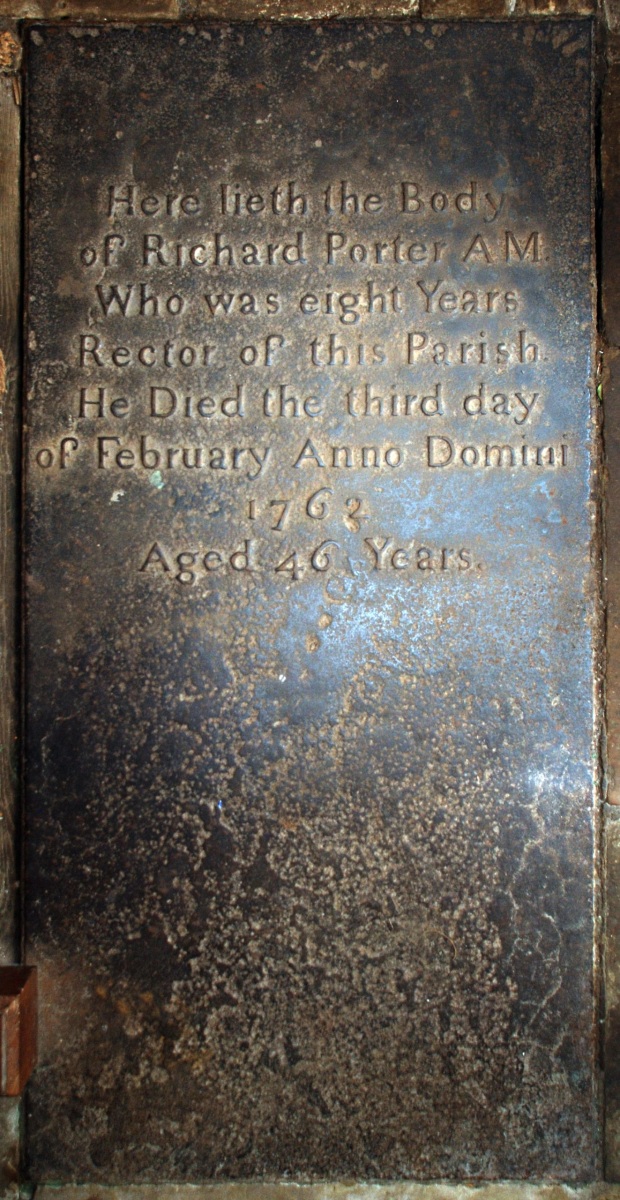 Here lieth the Body
of Richard Porter AM.
Who was eight Years
Rector of this Parish.
He Died the third day
of February Anno Domini
1762
Aged 46 Years.